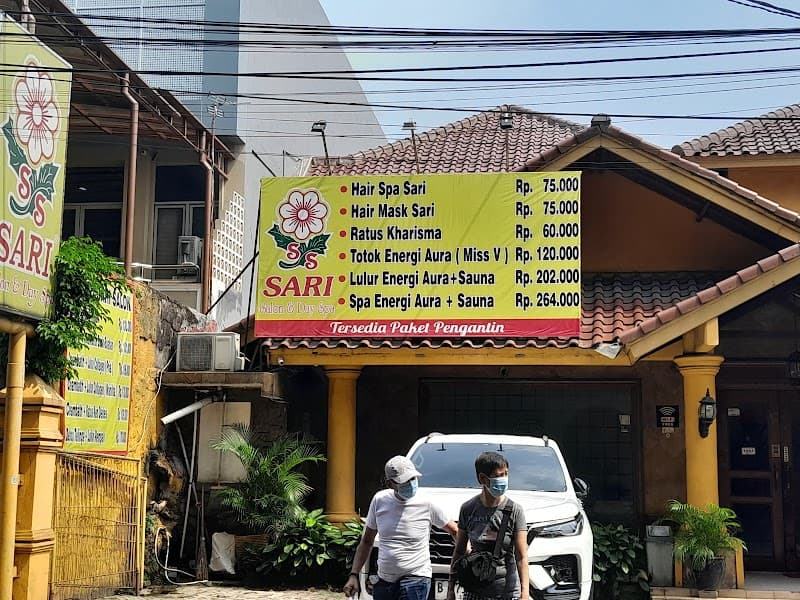 SS
SARI
Salon & Day Spa
SS
SARI
Salon & Day Spa
• Hair Spa Sari Rp. 75.000
• Hair Mask Sari Rp. 75.000
• Ratus Kharisma Rp. 60.000
• Totok Energi Aura ( Miss V ) Rp. 120.000
• Lulur Energi Aura+Sauna Rp. 202.000
• Spa Energi Aura + Sauna Rp. 264.000
Tersedia Paket Pengantin
SALON
B